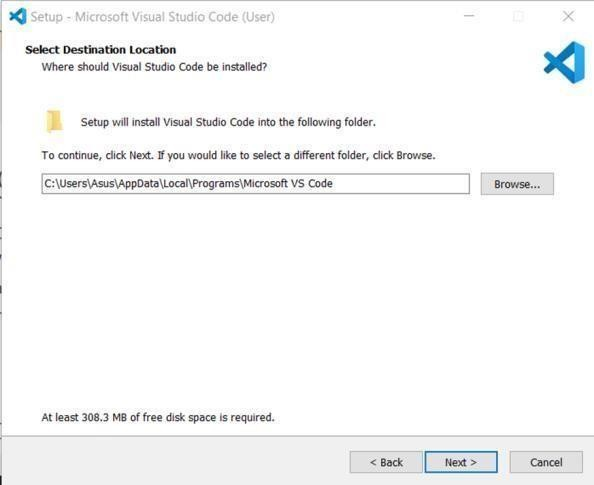 Setup - Microsoft Visual Studio Code (User)
Select Destination Location
Where should Visual Studio Code be installed?
Setup will install Visual Studio Code into the following folder.
To continue, click Next. If you would like to select a different folder, click Browse.
C:\Users\Asus\AppData\Local\Programs\Microsoft VS Code
Browse...
At least 308.3 MB of free disk space is required.
< Back
Next >
Cancel